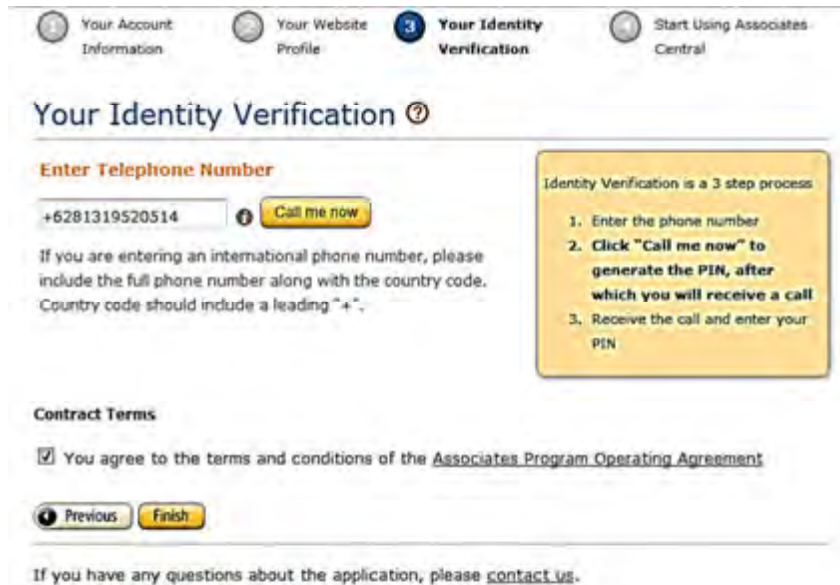 1 Your Account Information
2 Your Website Profile
3 Your Identity Verification
4 Start Using Associates Central
Your Identity Verification ?
Enter Telephone Number
+6281319520514 i Call me now
If you are entering an international phone number, please
include the full phone number along with the country code.
Country code should include a leading "+".
Identity Verification is a 3 step process
1. Enter the phone number
2. Click "Call me now" to
generate the PIN, after
which you will receive a call
3. Receive the call and enter your
PIN
Contract Terms
You agree to the terms and conditions of the Associates Program Operating Agreement
Previous Finish
If you have any questions about the application, please contact us.